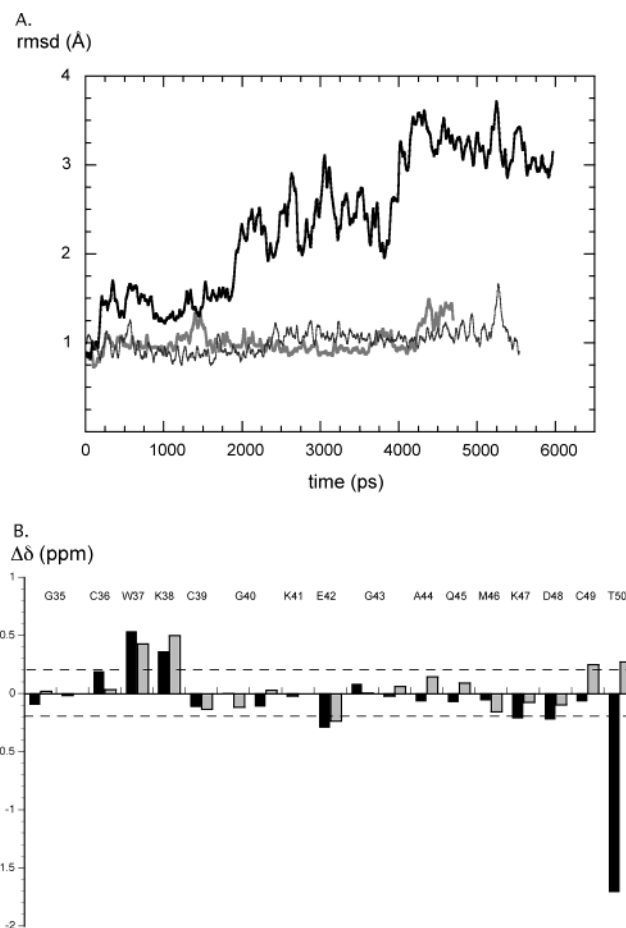 A.
rmsd (Å)
4
3
2
1
0 1000 2000 3000 4000 5000 6000
time (ps)
B.
Δδ (ppm)
1
G35 C36 W37 K38 C39 G40 K41 E42 G43 A44 Q45 M46 K47 D48 C49 T50
0.5
0
0.5
-1
1.5
-2